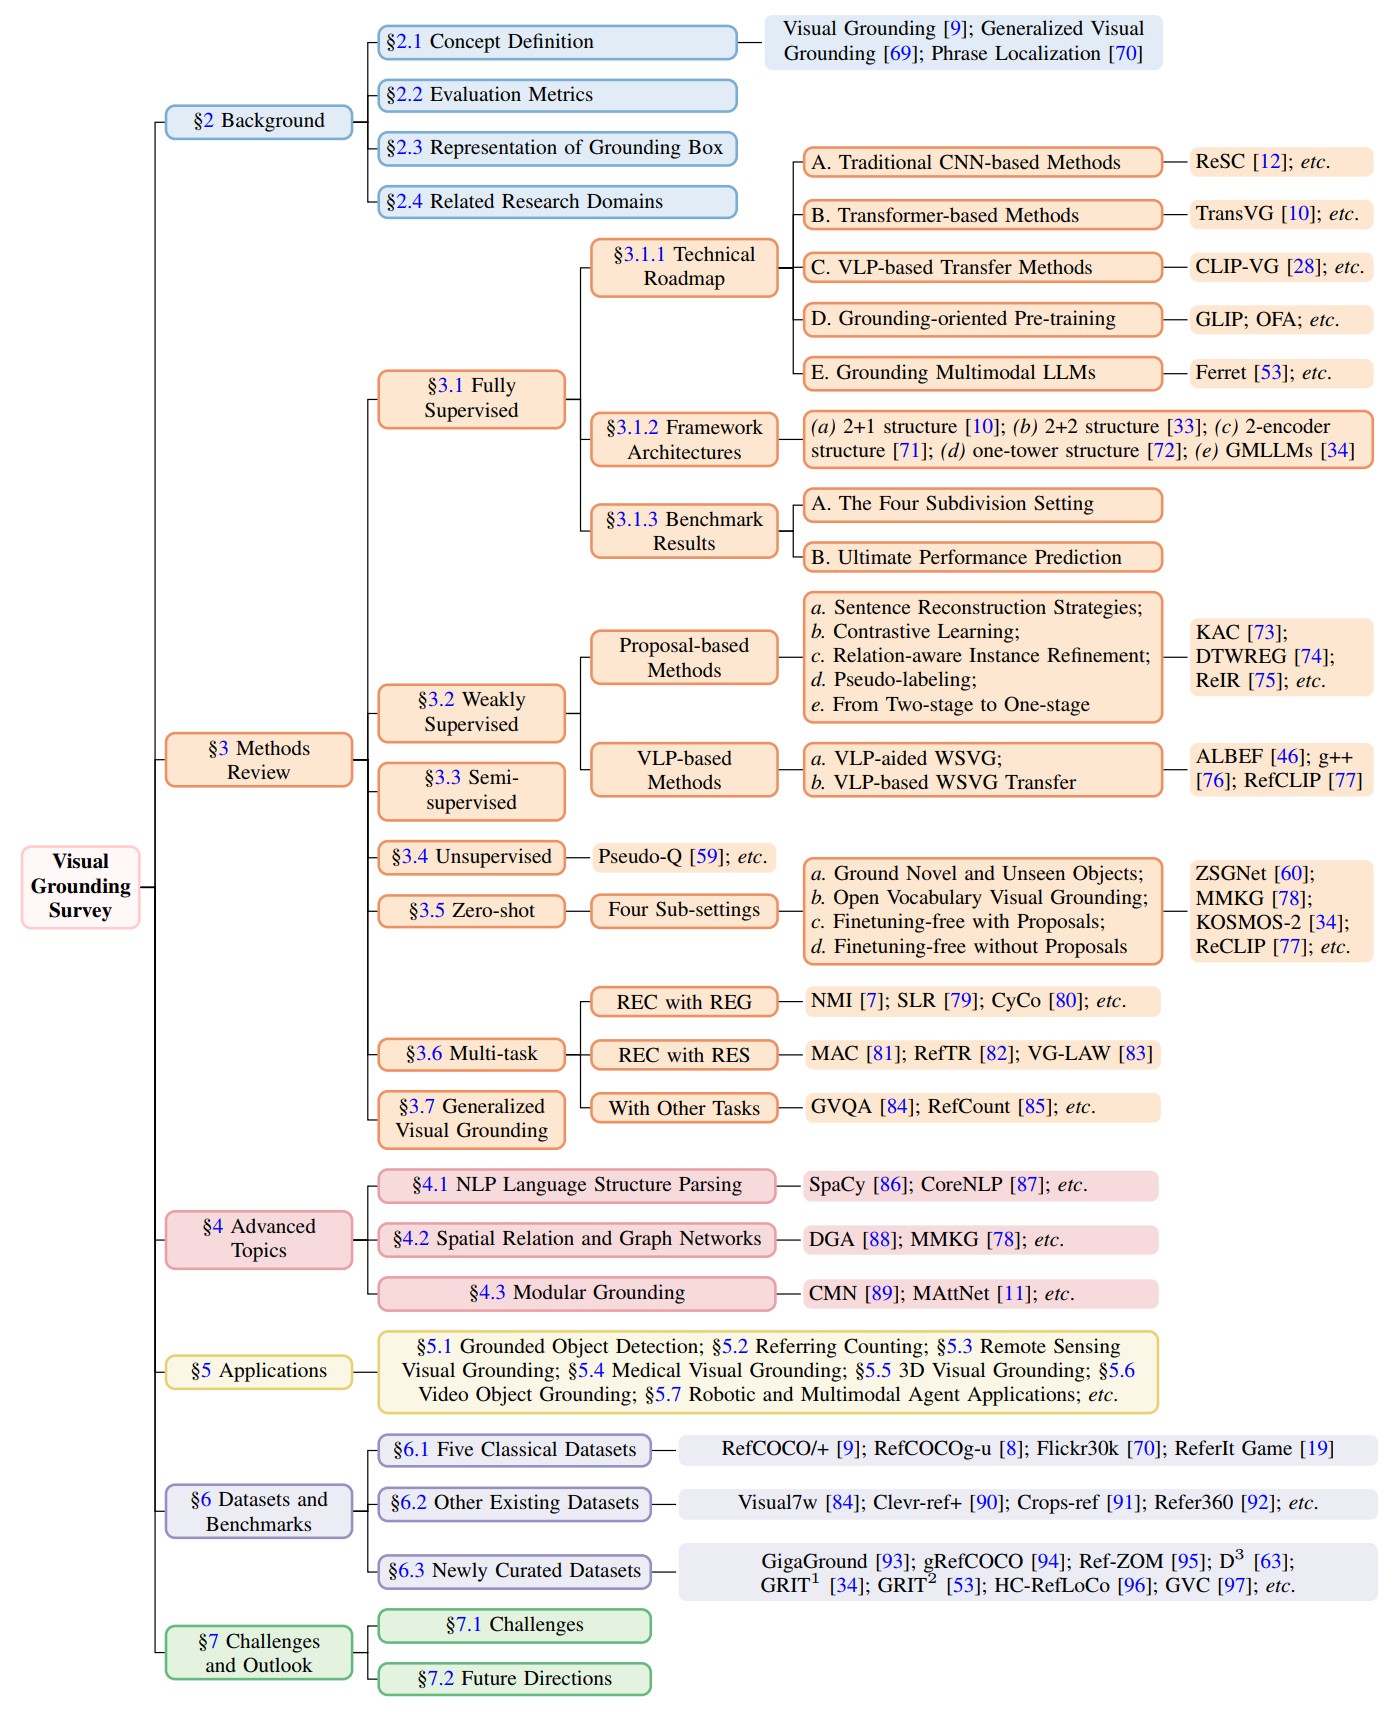 §2.1 Concept Definition
Visual Grounding [9]; Generalized Visual
Grounding [69]; Phrase Localization [70]
§2.2 Evaluation Metrics
§2 Background
§2.3 Representation of Grounding Box
§2.4 Related Research Domains
A. Traditional CNN-based Methods
ReSC [12]; etc.
B. Transformer-based Methods
TransVG [10]; etc.
§3.1.1 Technical
Roadmap
C. VLP-based Transfer Methods
CLIP-VG [28]; etc.
D. Grounding-oriented Pre-training
GLIP; OFA; etc.
E. Grounding Multimodal LLMs
Ferret [53]; etc.
§3.1 Fully
Supervised
§3.1.2 Framework
Architectures
(a) 2+1 structure [10]; (b) 2+2 structure [33]; (c) 2-encoder
structure [71]; (d) one-tower structure [72]; (e) GMLLMs [34]
§3.1.3 Benchmark
Results
A. The Four Subdivision Setting
B. Ultimate Performance Prediction
Proposal-based
Methods
a. Sentence Reconstruction Strategies;
b. Contrastive Learning;
c. Relation-aware Instance Refinement;
d. Pseudo-labeling;
e. From Two-stage to One-stage
KAC [73];
DTWREG [74];
ReIR [75]; etc.
§3.2 Weakly
Supervised
VLP-based
Methods
a. VLP-aided WSVG;
b. VLP-based WSVG Transfer
ALBEF [46]; g++
[76]; RefCLIP [77]
§3 Methods
Review
§3.3 Semi-
supervised
§3.4 Unsupervised
Pseudo-Q [59]; etc.
Visual
Grounding
Survey
§3.5 Zero-shot
Four Sub-settings
a. Ground Novel and Unseen Objects;
b. Open Vocabulary Visual Grounding;
c. Finetuning-free with Proposals;
d. Finetuning-free without Proposals
ZSGNet [60];
MMKG [78];
KOSMOS-2 [34];
ReCLIP [77]; etc.
REC with REG
NMI [7]; SLR [79]; CyCo [80]; etc.
§3.6 Multi-task
REC with RES
MAC [81]; RefTR [82]; VG-LAW [83]
With Other Tasks
GVQA [84]; RefCount [85]; etc.
§3.7 Generalized
Visual Grounding
§4.1 NLP Language Structure Parsing
SpaCy [86]; CoreNLP [87]; etc.
§4 Advanced
Topics
§4.2 Spatial Relation and Graph Networks
DGA [88]; MMKG [78]; etc.
§4.3 Modular Grounding
CMN [89]; MAttNet [11]; etc.
§5 Applications
§5.1 Grounded Object Detection; §5.2 Referring Counting; §5.3 Remote Sensing
Visual Grounding; §5.4 Medical Visual Grounding; §5.5 3D Visual Grounding; §5.6
Video Object Grounding; §5.7 Robotic and Multimodal Agent Applications; etc.
§6.1 Five Classical Datasets
RefCOCO/+ [9]; RefCOCOg-u [8]; Flickr30k [70]; ReferIt Game [19]
§6 Datasets and
Benchmarks
§6.2 Other Existing Datasets
Visual7w [84]; Clevr-ref+ [90]; Crops-ref [91]; Refer360 [92]; etc.
§6.3 Newly Curated Datasets
GigaGround [93]; gRefCOCO [94]; Ref-ZOM [95]; D³ [63];
GRIT¹ [34]; GRIT² [53]; HC-RefLoCo [96]; GVC [97]; etc.
§7 Challenges
and Outlook
§7.1 Challenges
§7.2 Future Directions